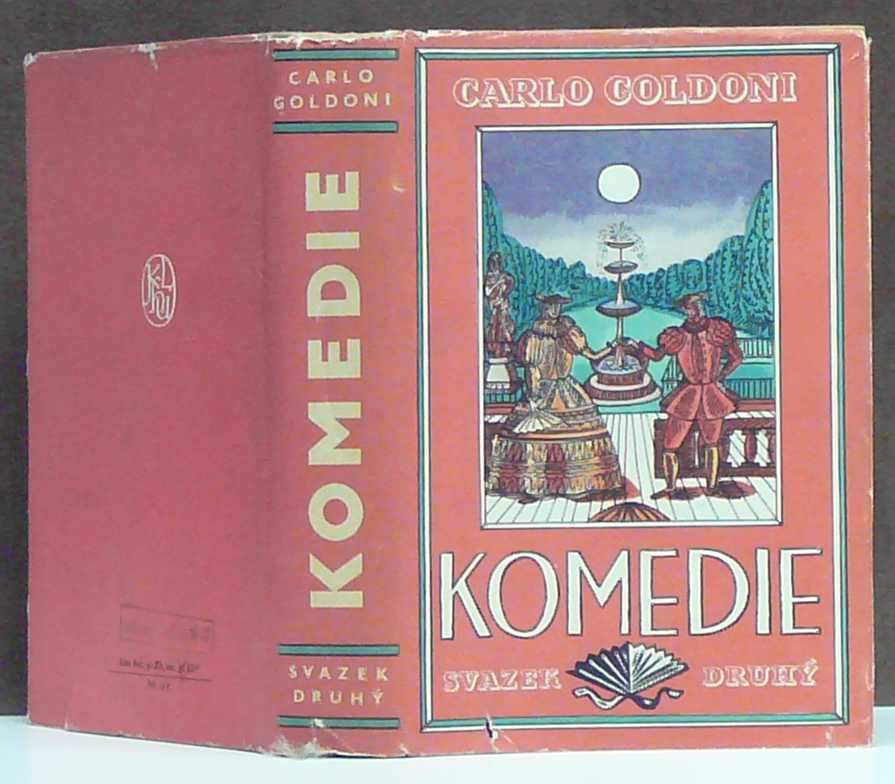 CARLO
GOLDONI
KOMEDIE
SVAZEK
DRUHÝ
CARLO GOLDONI
KOMEDIE
SVAZEK DRUHÝ